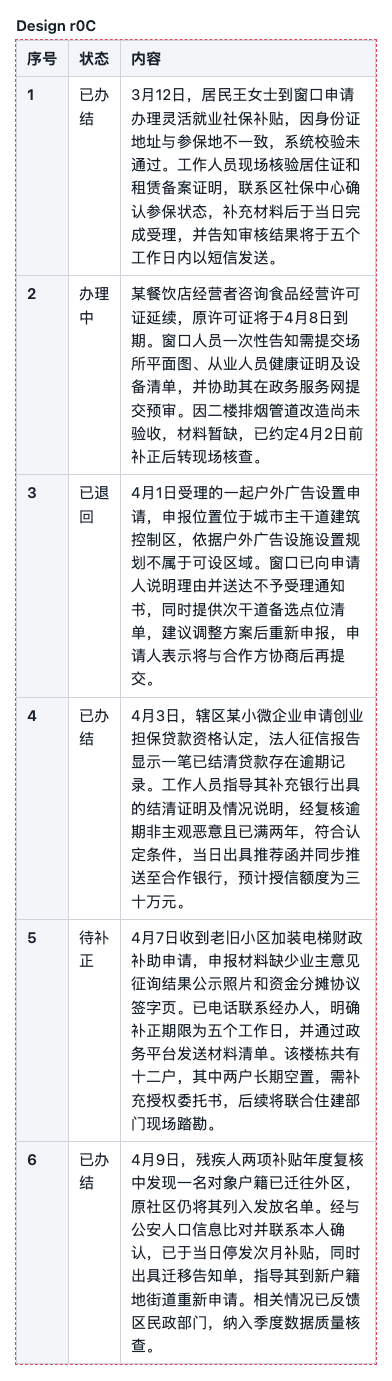 Design r0C
序号 状态 内容
1 已办 3月12日，居民王女士到窗口申请
结 办理灵活就业社保补贴，因身份证
地址与参保地不一致，系统校验未
通过。工作人员现场核验居住证和
租赁备案证明，联系区社保中心确
认参保状态，补充材料后于当日完
成受理，并告知审核结果将于五个
工作日内以短信发送。
2 办理 某餐饮店经营者咨询食品经营许可
中 证延续，原许可证将于4月8日到
期。窗口人员一次性告知需提交场
所平面图、从业人员健康证明及设
备清单，并协助其在政务服务网提
交预审。因二楼排烟管道改造尚未
验收，材料暂缺，已约定4月2日前
补正后转现场核查。
3 已退 4月1日受理的一起户外广告设置申
回 请，申报位置位于城市主干道建筑
控制区，依据户外广告设施设置规
划不属于可设区域。窗口已向申请
人说明理由并送达不予受理通知
书，同时提供次干道备选点位清
单，建议调整方案后重新申报，申
请人表示将与合作方协商后再提
交。
4 已办 4月3日，辖区某小微企业申请创业
结 担保贷款资格认定，法人征信报告
显示一笔已结清贷款存在逾期记
录。工作人员指导其补充银行出具
的结清证明及情况说明，经复核逾
期非主观恶意且已满两年，符合认
定条件，当日出具推荐函并同步推
送至合作银行，预计授信额度为三
十万元。
5 待补 4月7日收到老旧小区加装电梯财政
正 补助申请，申报材料缺少业主意见
征询结果公示照片和资金分摊协议
签字页。已电话联系经办人，明确
补正期限为五个工作日，并通过政
务平台发送材料清单。该楼栋共有
十二户，其中两户长期空置，需补
充授权委托书，后续将联合住建部
门现场踏勘。
6 已办 4月9日，残疾人两项补贴年度复核
结 中发现一名对象户籍已迁往外区，
原社区仍将其列入发放名单。经与
公安人口信息比对并联系本人确
认，已于当日停发次月补贴，同时
出具迁移告知单，指导其到新户籍
地街道重新申请。相关情况已反馈
区民政部门，纳入季度数据质量核
查。